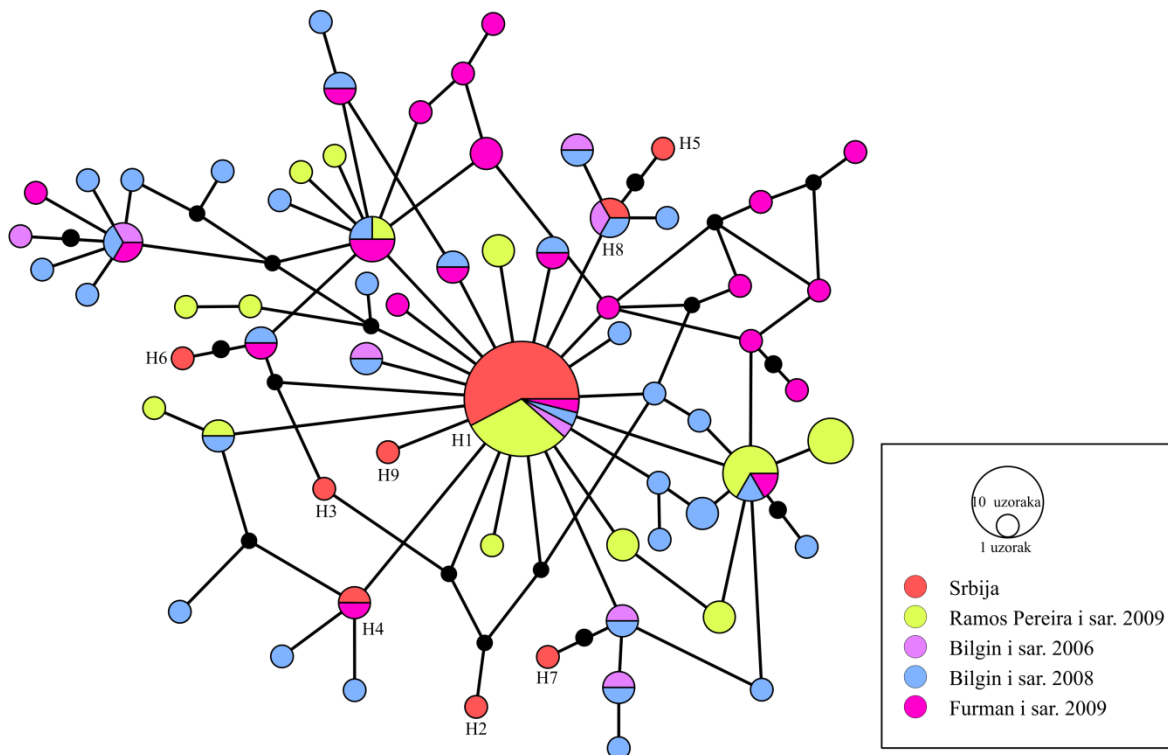 H5
H8
H6
H1
H9
H3
H4
H7
H2
10 uzoraka
1 uzorak
Srbija
Ramos Pereira i sar. 2009
Bilgin i sar. 2006
Bilgin i sar. 2008
Furman i sar. 2009